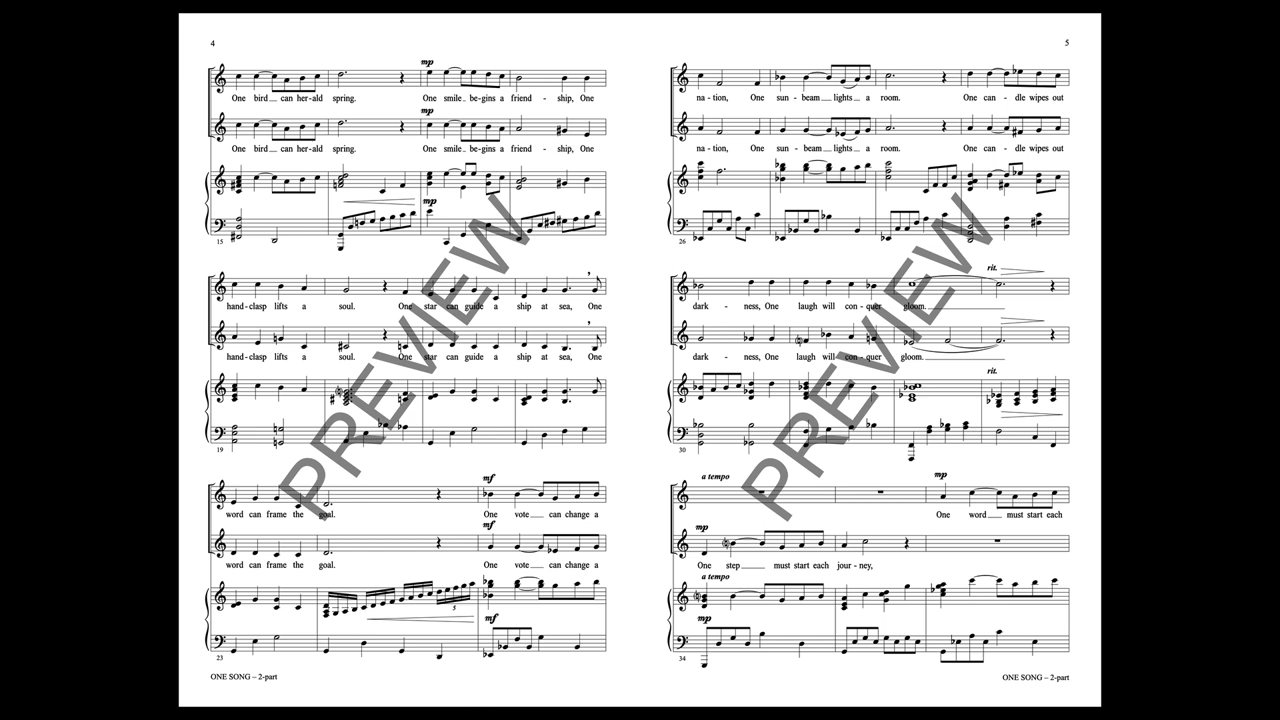 4
mp
One bird can her-ald spring. One smile be-gins a friend - ship, One
mp
One bird can her-ald spring. One smile be-gins a friend - ship, One
mp
15
hand-clasp lifts a soul. One star can guide a ship at sea, One
hand-clasp lifts a soul. One star can guide a ship at sea, One
19
mf
word can frame the goal. One vote can change a
mf
word can frame the goal. One vote can change a
5
mf
23
ONE SONG – 2-part
5
na - tion, One sun - beam lights a room. One can - dle wipes out
na - tion, One sun - beam lights a room. One can - dle wipes out
26
rit.
dark - ness, One laugh will con - quer gloom.
dark - ness, One laugh will con - quer gloom.
rit.
30
a tempo
mp
One word must start each
mp
One step must start each jour - ney,
a tempo
mp
34
ONE SONG – 2-part
PREVIEW
PREVIEW